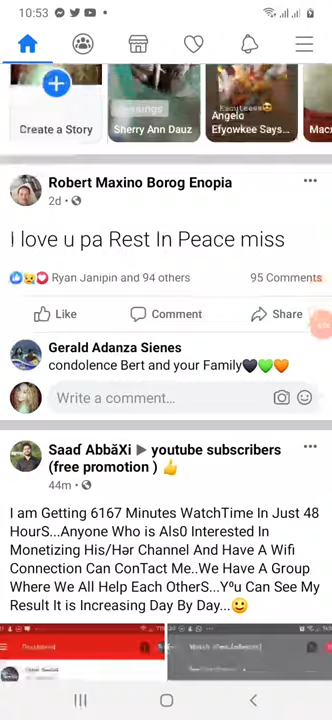 10:53
Create a Story
Sherry Ann Dauz
Angelo
Efyowkee Says...
I love u pa Rest In Peace miss
Robert Maxino Borog Enopia
2d
Ryan Janipin and 94 others
95 Comments
Like
Comment
Share
Gerald Adanza Sienes
condolence Bert and your Family🖤💚🧡
Write a comment...
Saaɗ AbbăXi ▶ youtube subscribers
(free promotion ) 👍
44m
I am Getting 6167 Minutes WatchTime In Just 48
HourS...Anyone Who is Als0 Interested In
Monetizing His/Hər Channel And Have A Wifi
Connection Can ConTact Me..We Have A Group
Where We All Help Each OtherS...Yºu Can See My
Result It is Increasing Day By Day...🙂